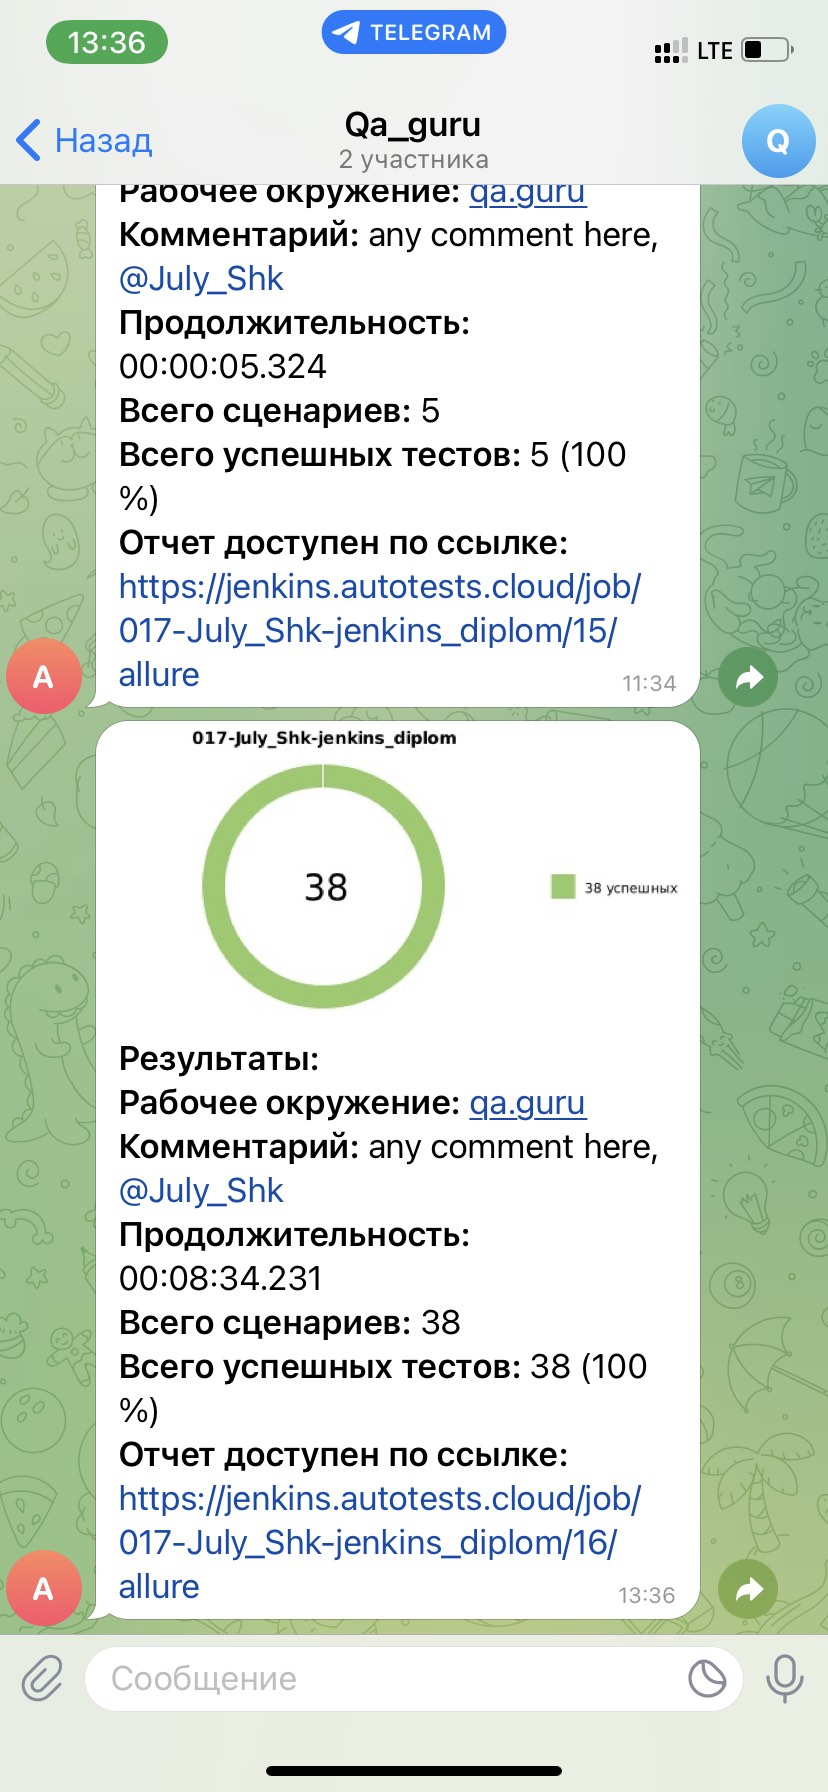 13:36
TELEGRAM
LTE
Назад
Qa_guru
2 участника
Q
Рабочее окружение: qa.guru
Комментарий: any comment here,
@July_Shk
Продолжительность:
00:00:05.324
Всего сценариев: 5
Всего успешных тестов: 5 (100
%)
Отчет доступен по ссылке:
https://jenkins.autotests.cloud/job/
017-July_Shk-jenkins_diplom/15/
allure
11:34
A
017-July_Shk-jenkins_diplom
38
38 успешных
Результаты:
Рабочее окружение: qa.guru
Комментарий: any comment here,
@July_Shk
Продолжительность:
00:08:34.231
Всего сценариев: 38
Всего успешных тестов: 38 (100
%)
Отчет доступен по ссылке:
https://jenkins.autotests.cloud/job/
017-July_Shk-jenkins_diplom/16/
allure
13:36
A
Сообщение